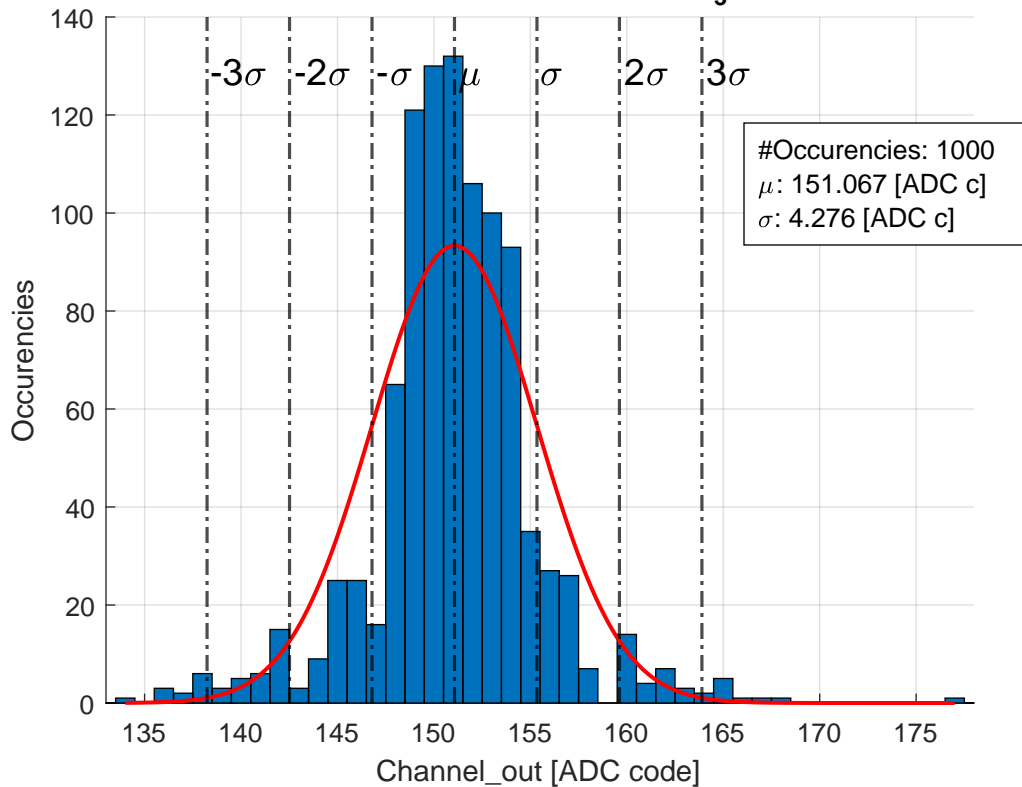 140
120
100
80
60
40
20
0
-3σ -2σ -σ μ σ 2σ 3σ
#Occurencies: 1000
μ: 151.067 [ADC c]
σ: 4.276 [ADC c]
Occurencies
135 140 145 150 155 160 165 170 175
Channel_out [ADC code]